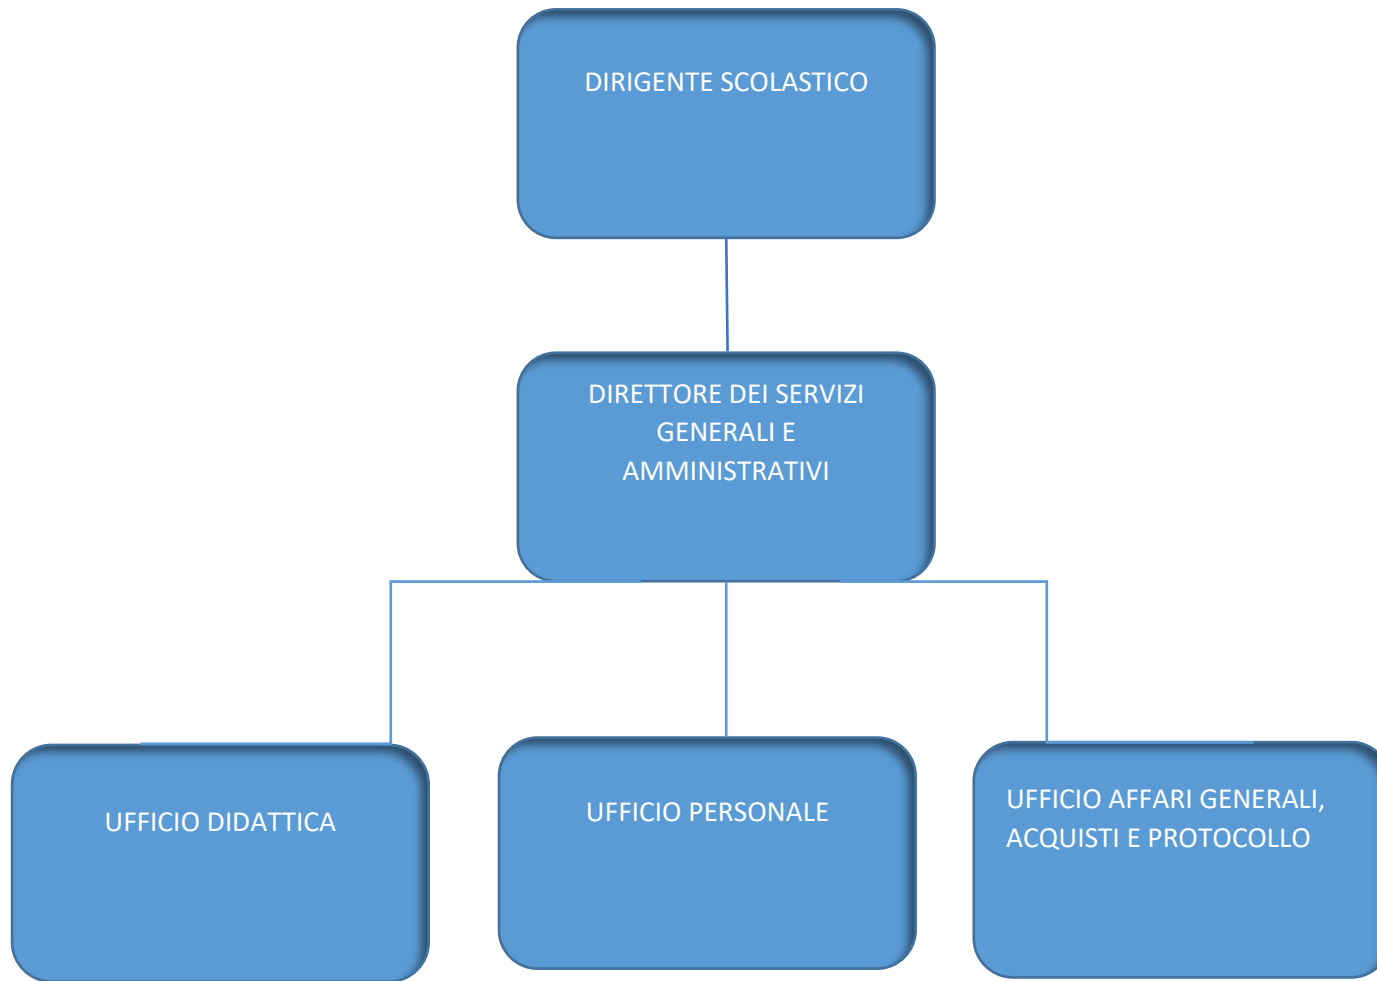 DIRIGENTE SCOLASTICO
DIRETTORE DEI SERVIZI
GENERALI E
AMMINISTRATIVI
UFFICIO DIDATTICA
UFFICIO PERSONALE
UFFICIO AFFARI GENERALI,
ACQUISTI E PROTOCOLLO